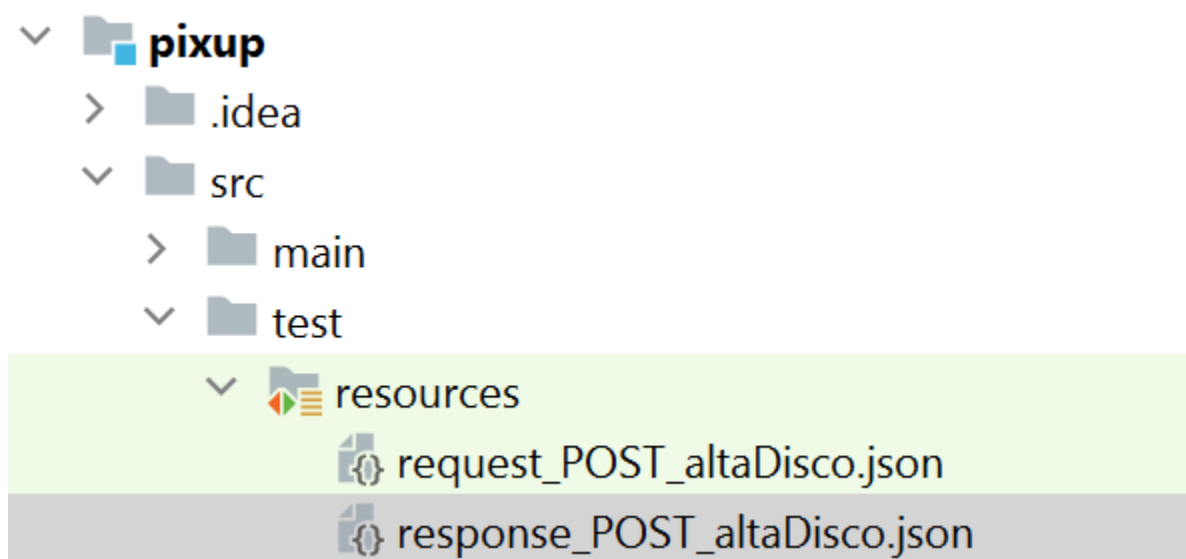 pixup
.idea
src
main
test
resources
request_POST_altaDisco.json
response_POST_altaDisco.json